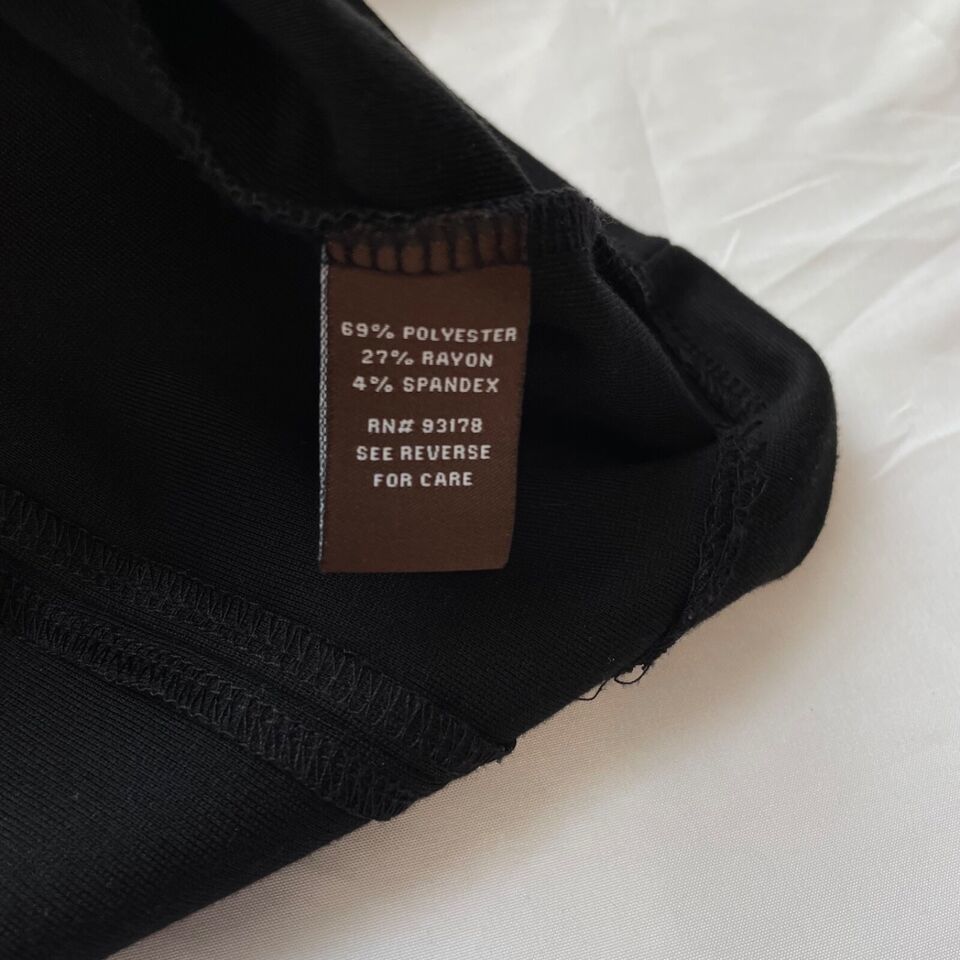 69% POLYESTER
27% RAYON
4% SPANDEX
RN# 93178
SEE REVERSE
FOR CARE